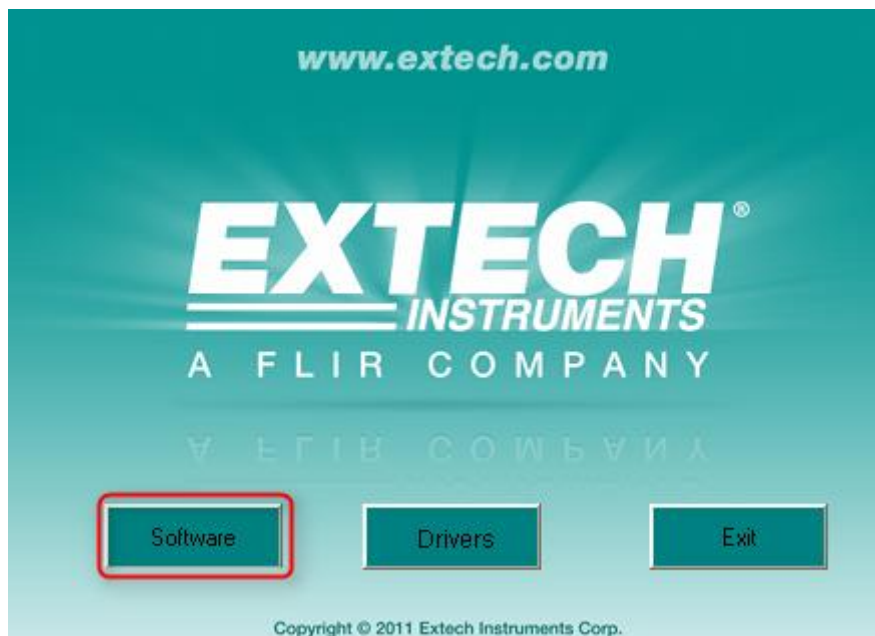 www.extech.com
EXTECH®
INSTRUMENTS
A FLIR COMPANY
Software Drivers Exit
Copyright © 2011 Extech Instruments Corp.